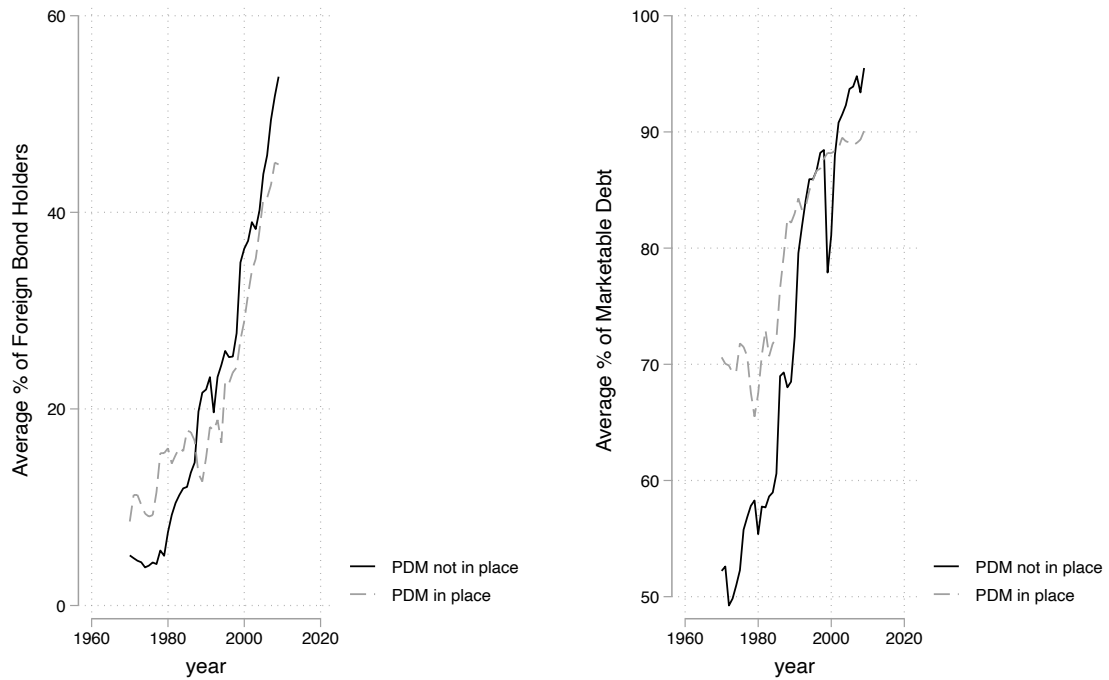 Average % of Foreign Bond Holders
60
40
20
0
1960
1980
2000
2020
year
PDM not in place
PDM in place
Average % of Marketable Debt
100
90
80
70
60
50
1960
1980
2000
2020
year
PDM not in place
PDM in place